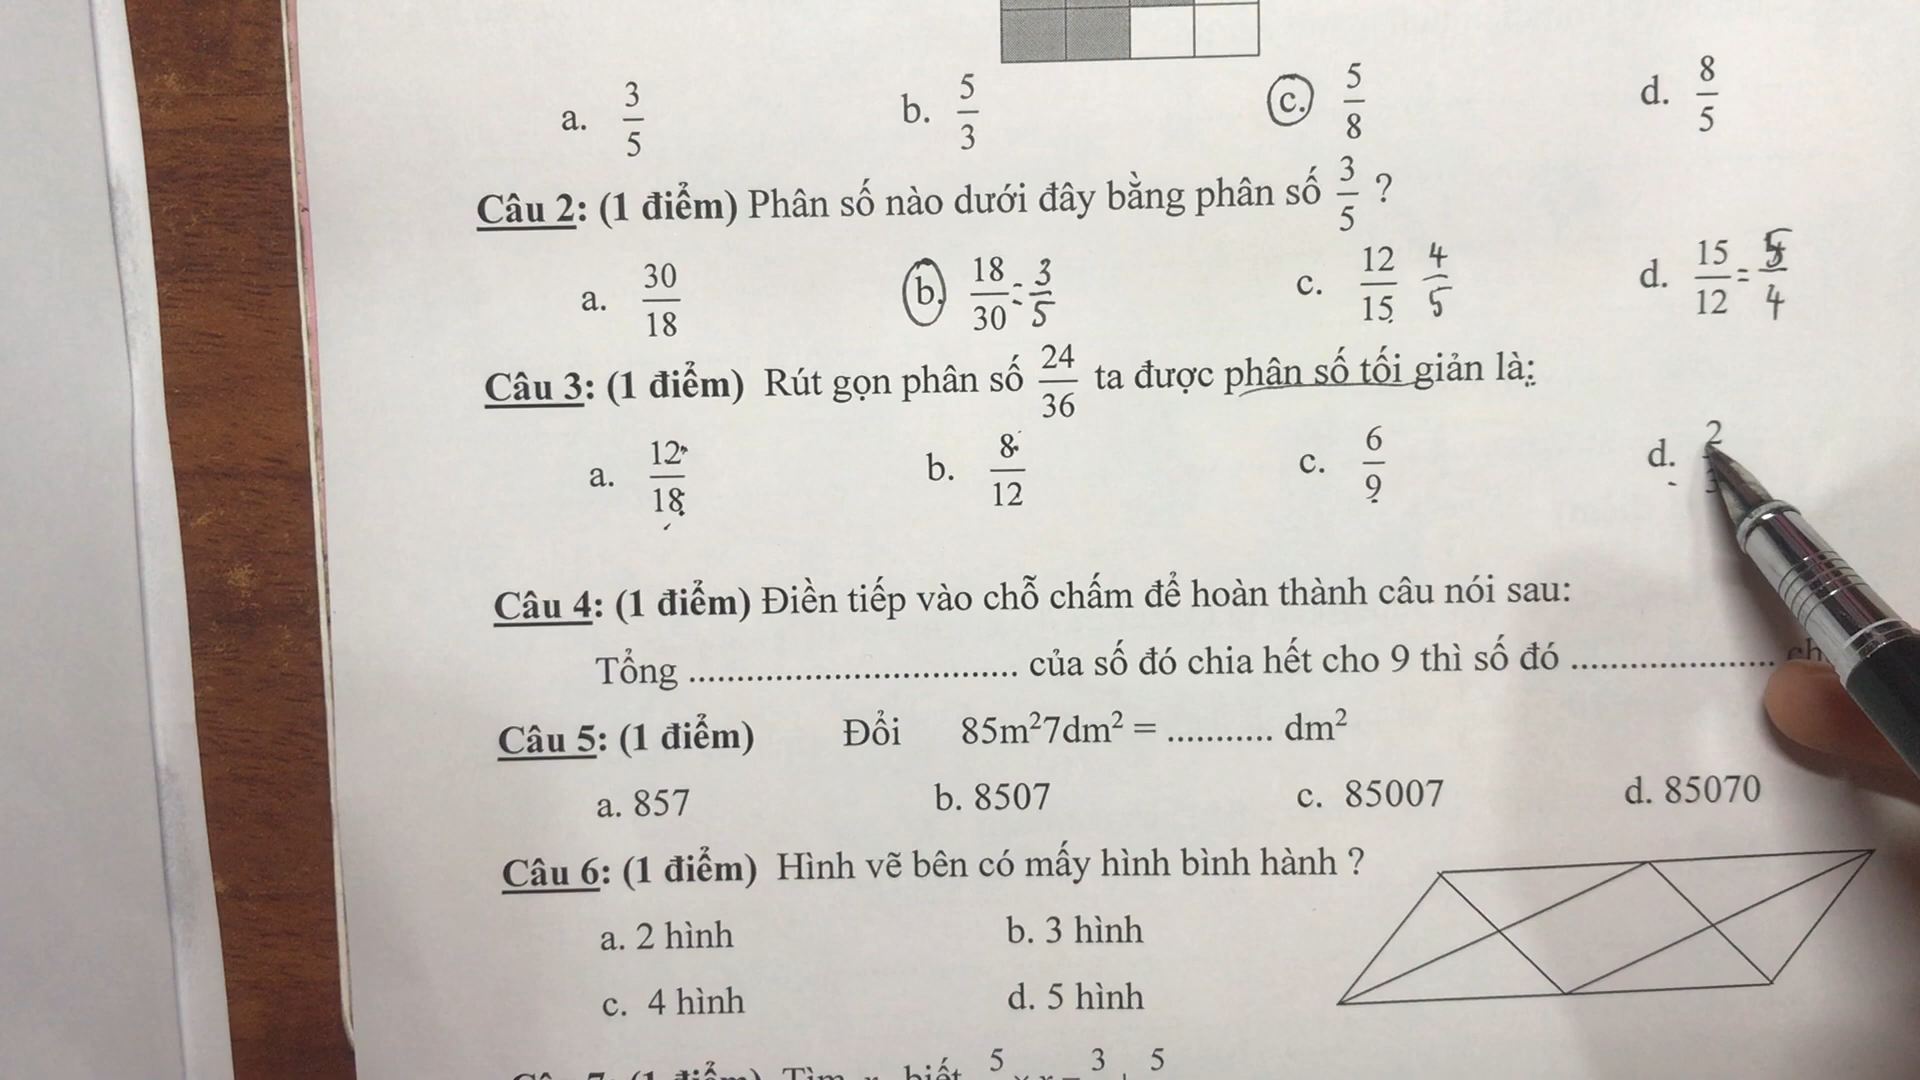 a. 3/5 b. 5/3 c. 5/8 d. 8/5
Câu 2: (1 điểm) Phân số nào dưới đây bằng phân số 3/5 ?
a. 30/18 b. 18/30 = 3/5 c. 12/15 4/5 d. 15/12 = 5/4
Câu 3: (1 điểm) Rút gọn phân số 24/36 ta được phân số tối giản là:
a. 12/18 b. 8/12 c. 6/9 d. 2/3
Câu 4: (1 điểm) Điền tiếp vào chỗ chấm để hoàn thành câu nói sau:
Tổng .................................. của số đó chia hết cho 9 thì số đó .....................
Câu 5: (1 điểm) Đổi 85m²7dm² = ........... dm²
a. 857 b. 8507 c. 85007 d. 85070
Câu 6: (1 điểm) Hình vẽ bên có mấy hình bình hành ?
a. 2 hình b. 3 hình
c. 4 hình d. 5 hình